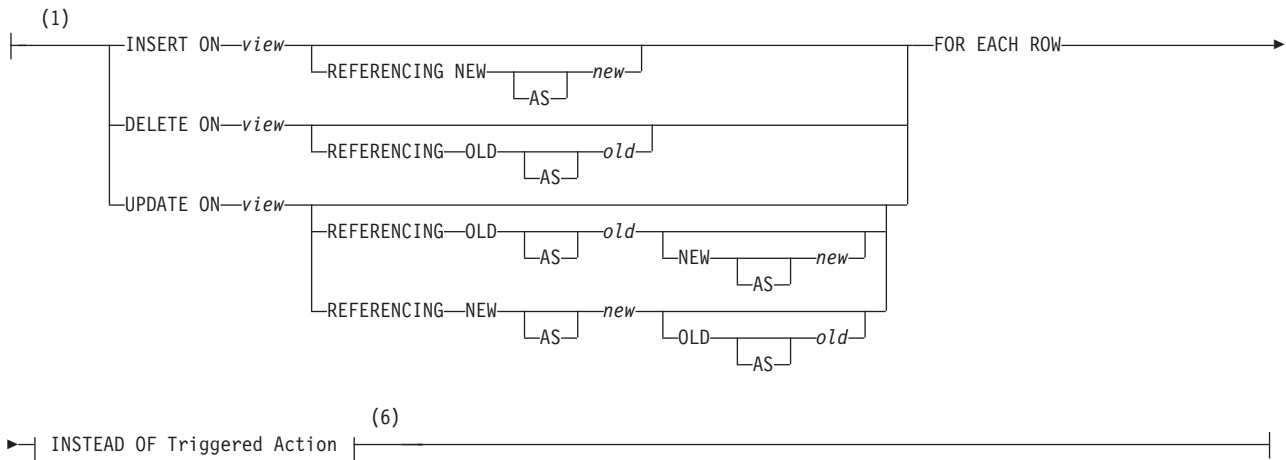 (1)
INSERT ON view FOR EACH ROW
REFERENCING NEW new
AS
DELETE ON view
REFERENCING OLD old
AS
UPDATE ON view
REFERENCING OLD old
AS NEW new
AS
REFERENCING NEW new
AS OLD old
AS
(6)
INSTEAD OF Triggered Action